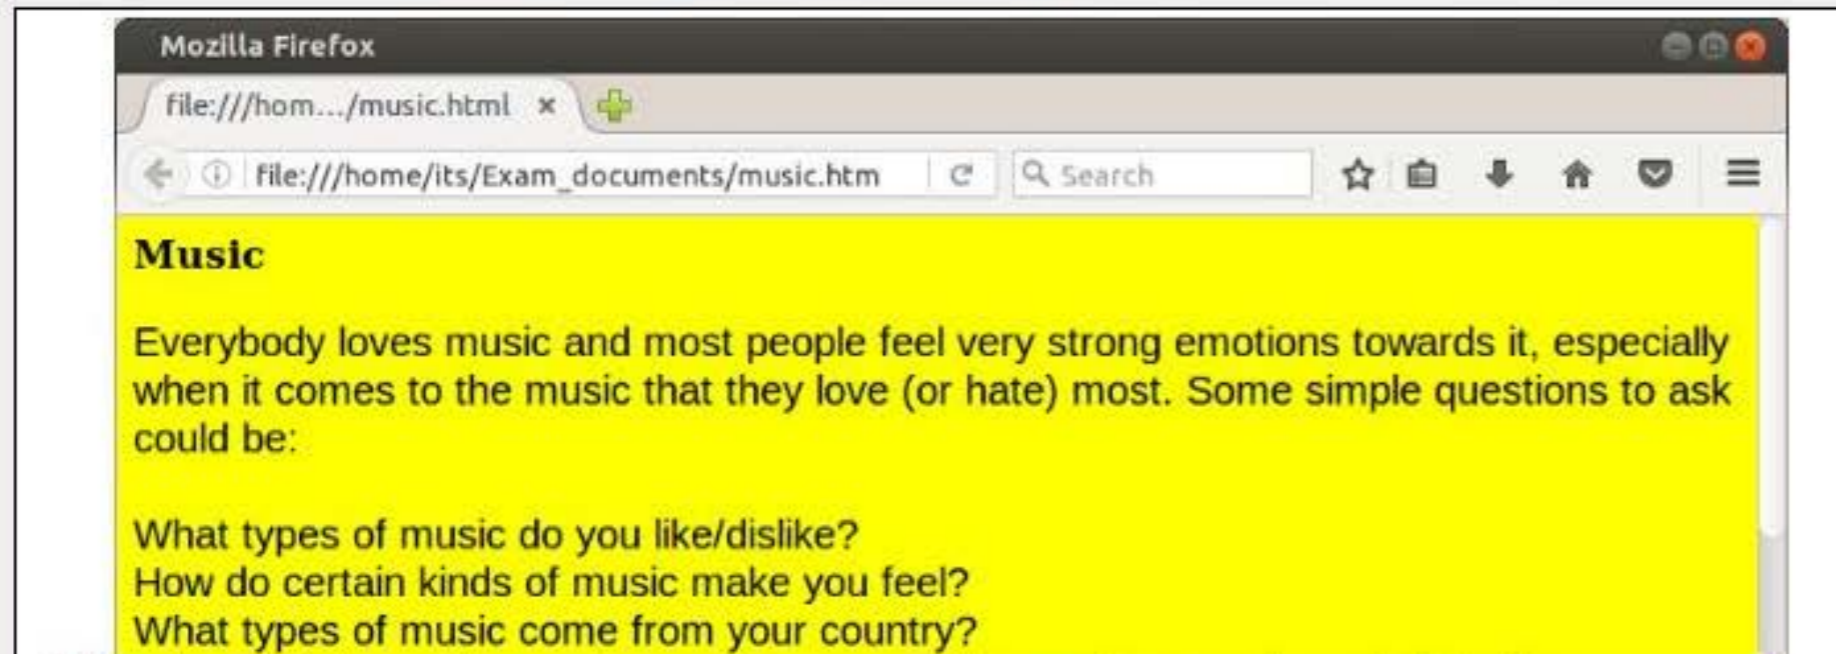 Mozilla Firefox
file:///hom.../music.html
file:///home/its/Exam_documents/music.htm
Search
Music
Everybody loves music and most people feel very strong emotions towards it, especially
when it comes to the music that they love (or hate) most. Some simple questions to ask
could be:
What types of music do you like/dislike?
How do certain kinds of music make you feel?
What types of music come from your country?